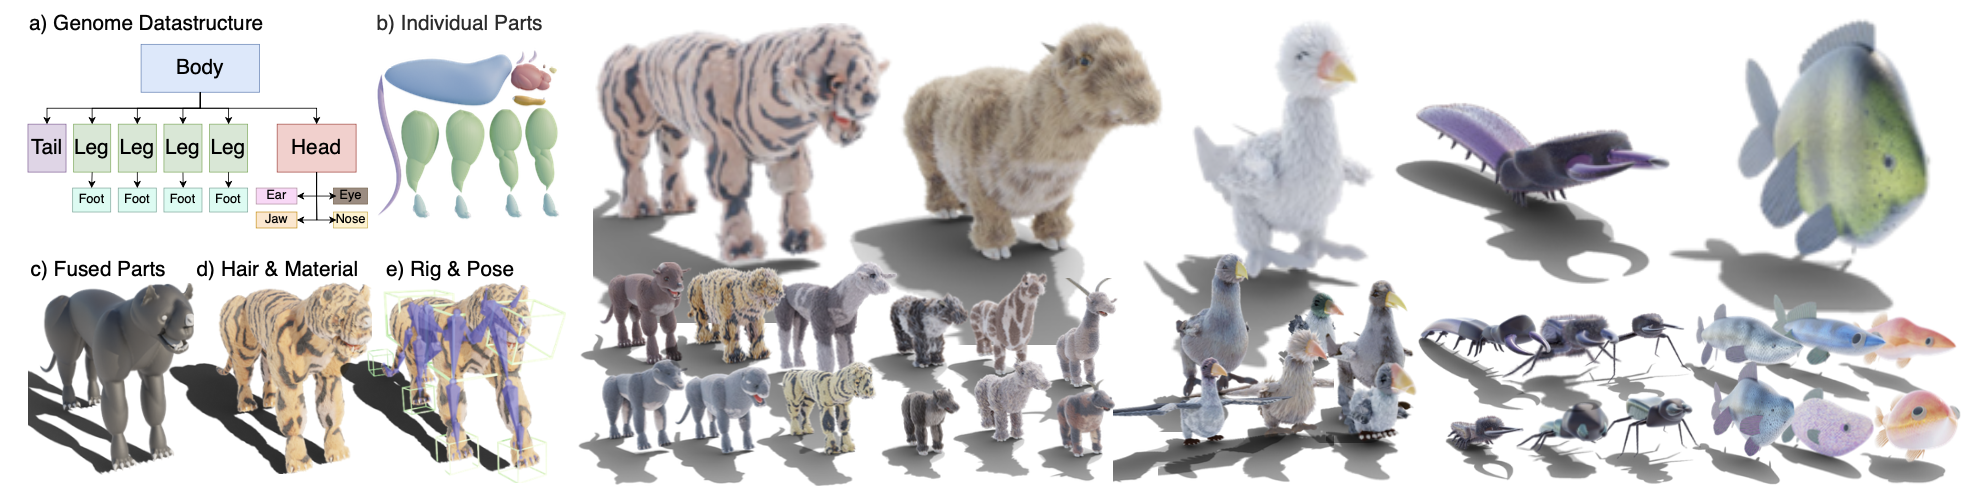 a) Genome Datastructure
b) Individual Parts
Body
Tail
Leg
Leg
Leg
Leg
Head
Foot
Foot
Foot
Foot
Ear
Eye
Jaw
Nose
c) Fused Parts
d) Hair & Material
e) Rig & Pose